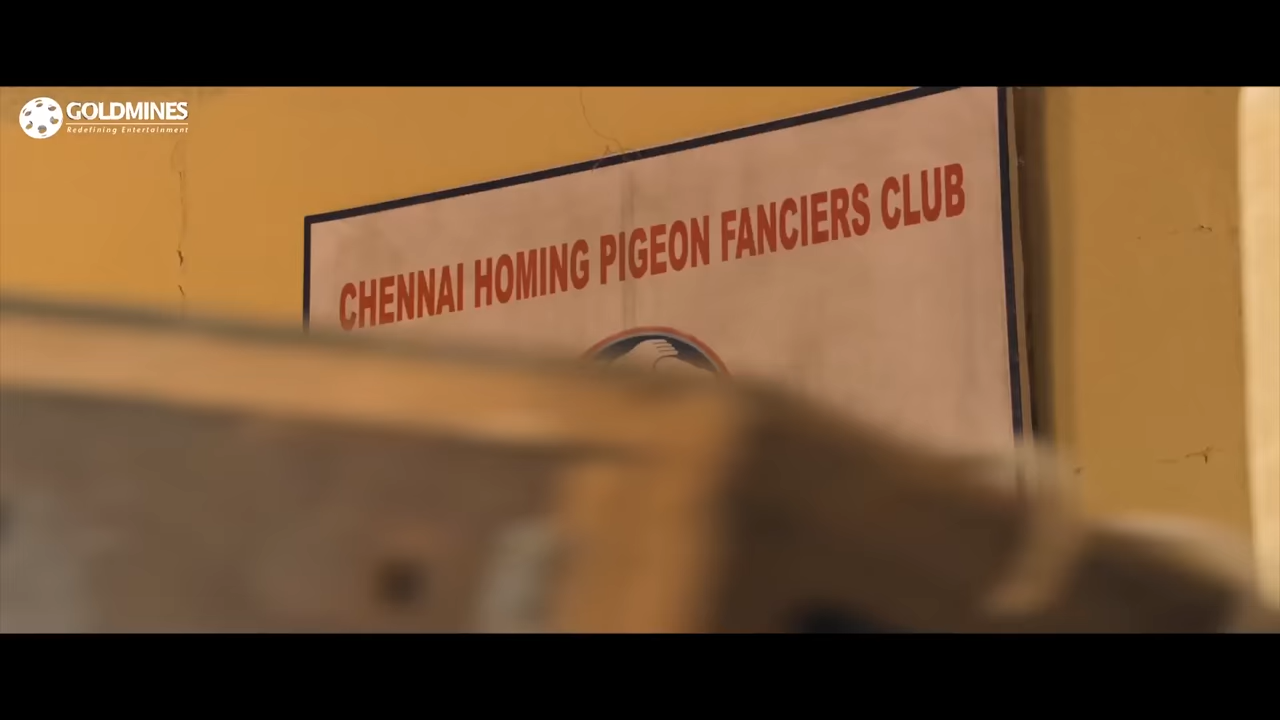 GOLDMINES
Redefining Entertainment
CHENNAI HOMING PIGEON FANCIERS CLUB